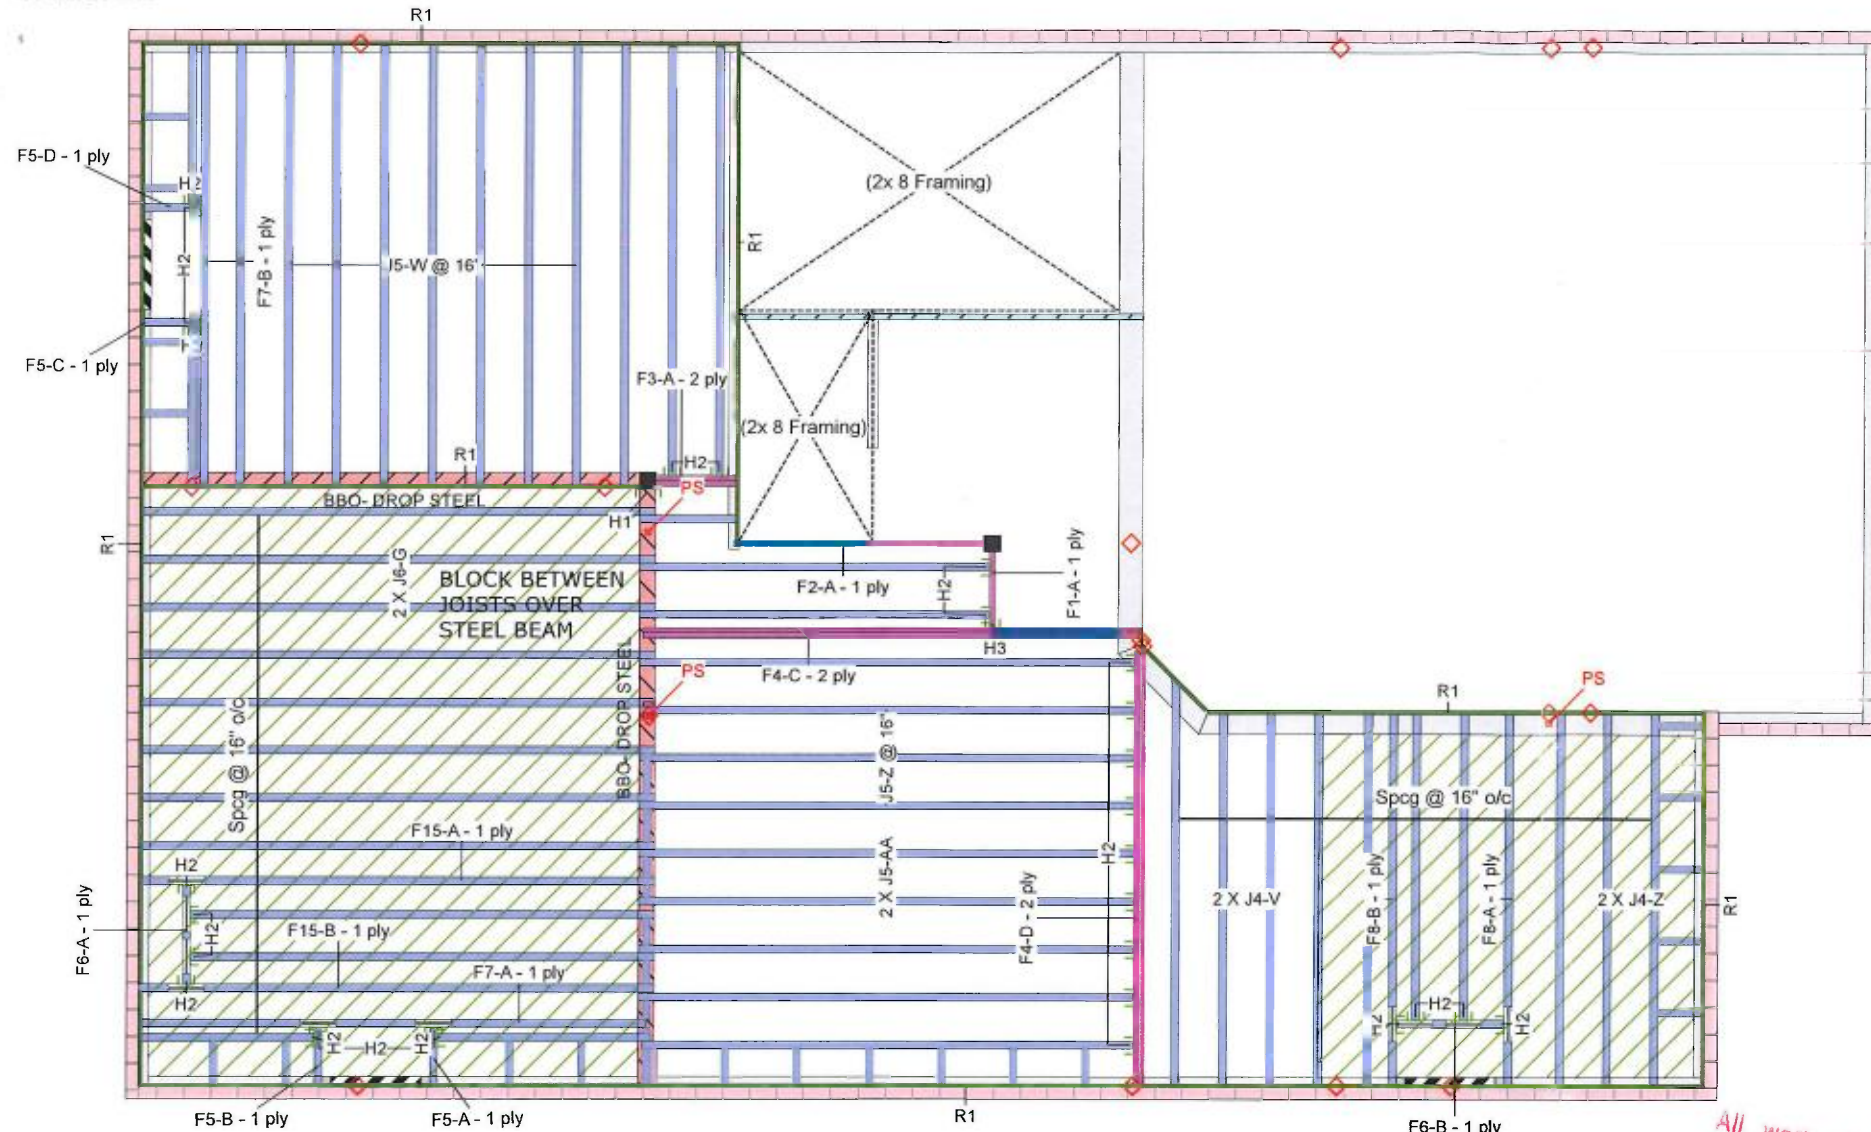 R1
F5-D - 1 ply
H2
(2x 8 Framing)
R1
F7-B - 1 ply
J5-W @ 16"
H2
F5-C - 1 ply
F3-A - 2 ply
(2x 8 Framing)
R1
H2
PS
BBO- DROP STEEL
H1
R1
2 X J6-G
BLOCK BETWEEN
JOISTS OVER
STEEL BEAM
F2-A - 1 ply
H2
F1-A - 1 ply
H3
F4-C - 2 ply
PS
BBO- DROP STEEL
R1
PS
Spcg @ 16" o/c
J5-Z @ 16"
Spcg @ 16" o/c
F15-A - 1 ply
H2
2 X J5-AA
H2
F4-D - 2 ply
2 X J4-V
F8-B - 1 ply
F8-A - 1 ply
2 X J4-Z
R1
F6-A - 1 ply
H2
F15-B - 1 ply
F7-A - 1 ply
H2
H2
H2
H2
H2
H2
H2
F5-B - 1 ply
F5-A - 1 ply
R1
F6-B - 1 ply
All